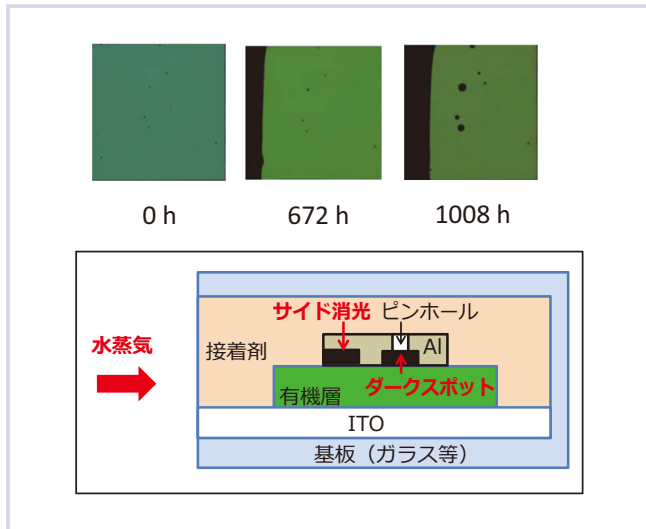 0 h
672 h
1008 h
サイド消光
ピンホール
水蒸気
接着剤
Al
ダークスポット
有機層
ITO
基板（ガラス等）